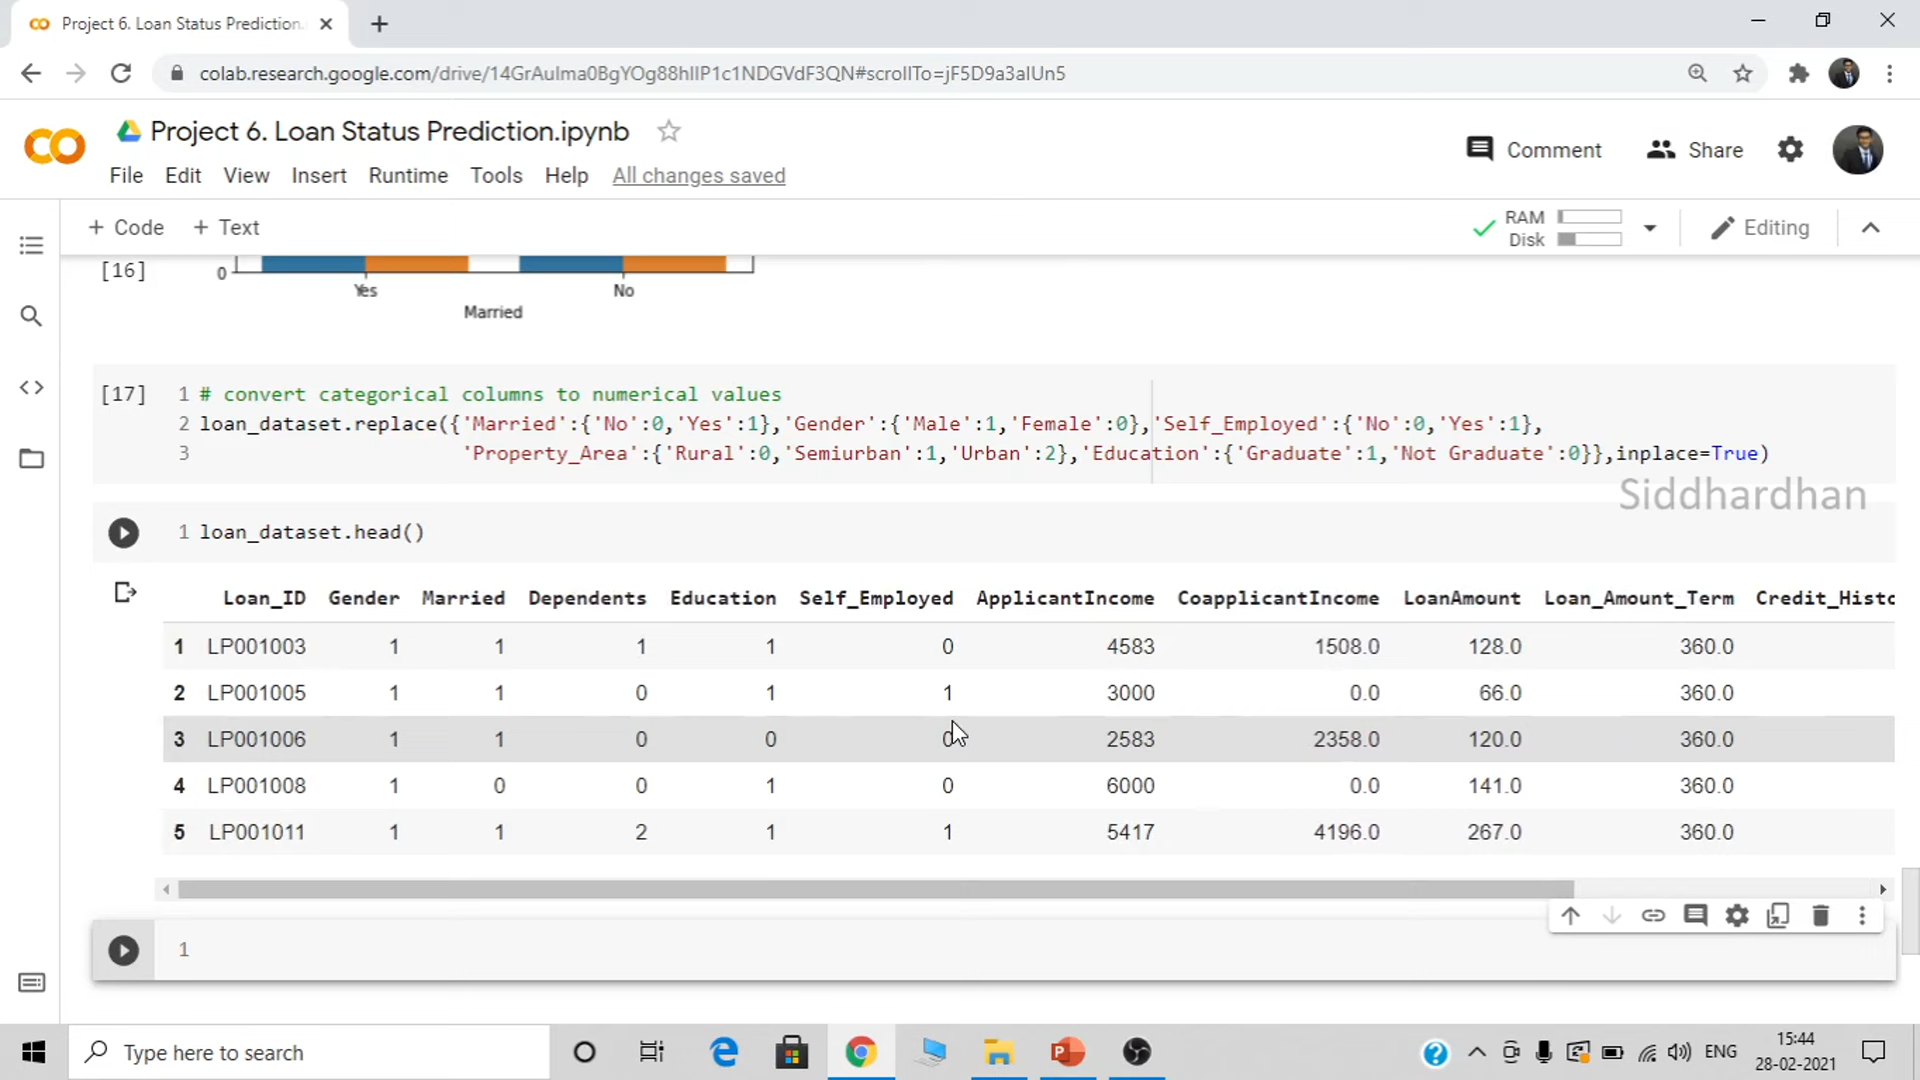 Project 6. Loan Status Prediction.
colab.research.google.com/drive/14GrAulma0BgYOg88hlIP1c1NDGVdF3QN#scrollTo=jF5D9a3aIUn5
CO Project 6. Loan Status Prediction.ipynb
Comment Share
File Edit View Insert Runtime Tools Help All changes saved
+ Code + Text RAM Disk Editing
[16] 0
Yes No
Married
[17] 1 # convert categorical columns to numerical values
2 loan_dataset.replace({'Married':{'No':0,'Yes':1},'Gender':{'Male':1,'Female':0},'Self_Employed':{'No':0,'Yes':1},
3 'Property_Area':{'Rural':0,'Semiurban':1,'Urban':2},'Education':{'Graduate':1,'Not Graduate':0}},inplace=True)
Siddhardhan
1 loan_dataset.head()
Loan_ID Gender Married Dependents Education Self_Employed ApplicantIncome CoapplicantIncome LoanAmount Loan_Amount_Term Credit_Histo
1 LP001003 1 1 1 1 0 4583 1508.0 128.0 360.0
2 LP001005 1 1 0 1 1 3000 0.0 66.0 360.0
3 LP001006 1 1 0 0 0 2583 2358.0 120.0 360.0
4 LP001008 1 0 0 1 0 6000 0.0 141.0 360.0
5 LP001011 1 1 2 1 1 5417 4196.0 267.0 360.0
1
Type here to search
ENG
15:44
28-02-2021